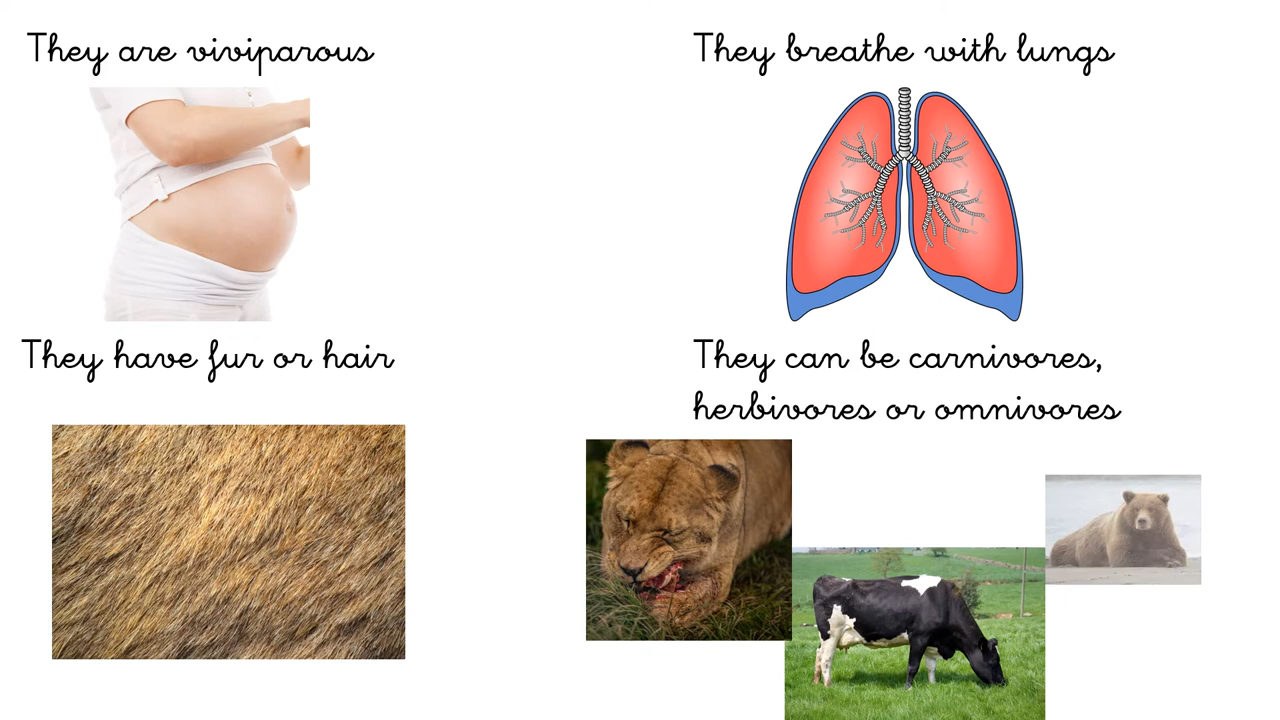 They are viviparous
They breathe with lungs
They have fur or hair
They can be carnivores,
herbivores or omnivores